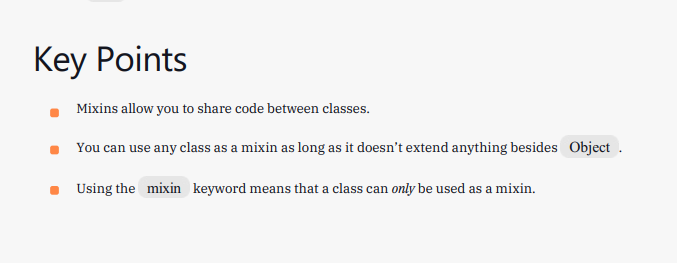 Key Points
Mixins allow you to share code between classes.
You can use any class as a mixin as long as it doesn’t extend anything besides Object .
Using the mixin keyword means that a class can only be used as a mixin.